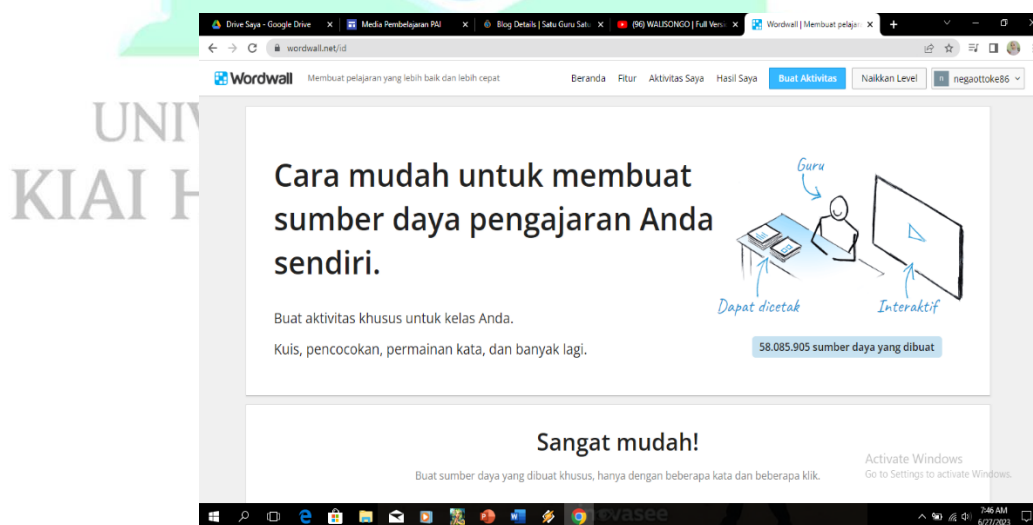 Drive Saya - Google Drive
Media Pembelajaran PAI
Blog Details | Satu Guru Satu
(96) WALISONGO | Full Versi
Wordwall | Membuat pelajar
wordwall.net/id
Wordwall
Membuat pelajaran yang lebih baik dan lebih cepat
Beranda Fitur Aktivitas Saya Hasil Saya Buat Aktivitas Naikkan Level n negaottoke86
UNIV
KIAI H
Cara mudah untuk membuat
sumber daya pengajaran Anda
sendiri.
Buat aktivitas khusus untuk kelas Anda.
Kuis, pencocokan, permainan kata, dan banyak lagi.
Guru
Dapat dicetak
Interaktif
58.085.905 sumber daya yang dibuat
Sangat mudah!
Buat sumber daya yang dibuat khusus, hanya dengan beberapa kata dan beberapa klik.
Activate Windows
Go to Settings to activate Windows.
7:46 AM
6/27/2023